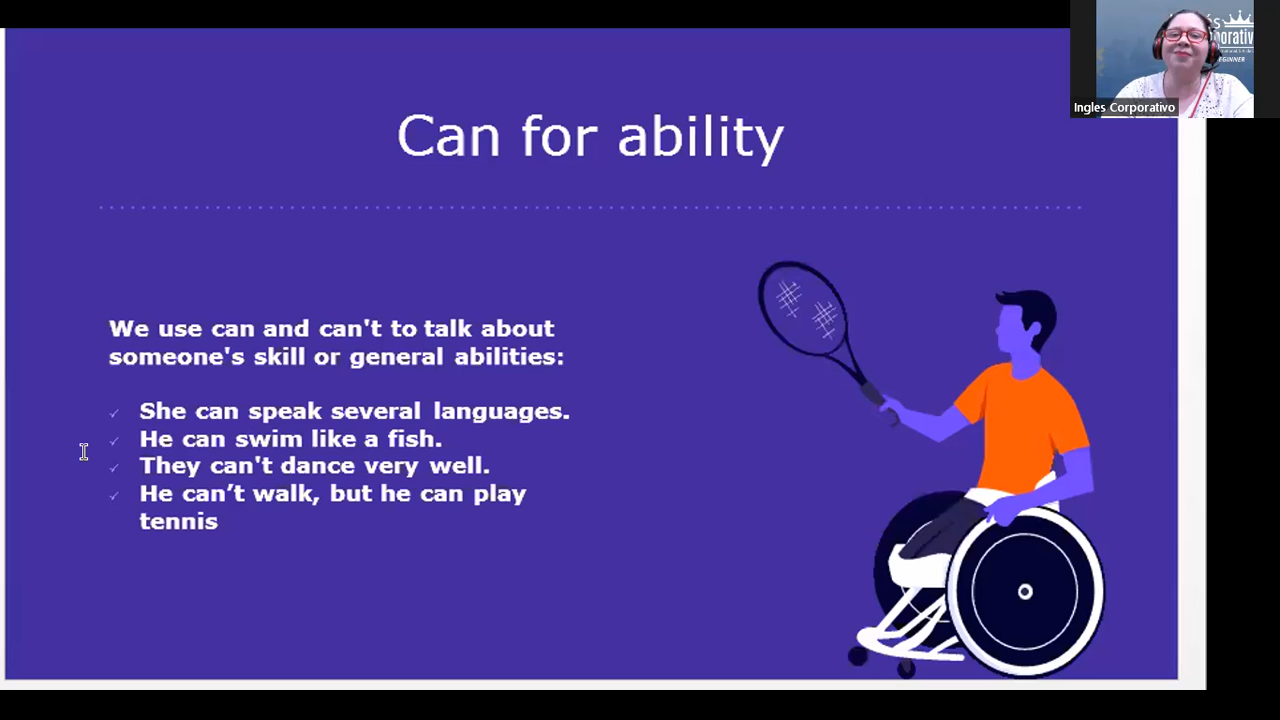 Can for ability
We use can and can't to talk about
someone's skill or general abilities:
She can speak several languages.
He can swim like a fish.
They can't dance very well.
He can’t walk, but he can play
tennis
Ingles Corporativo